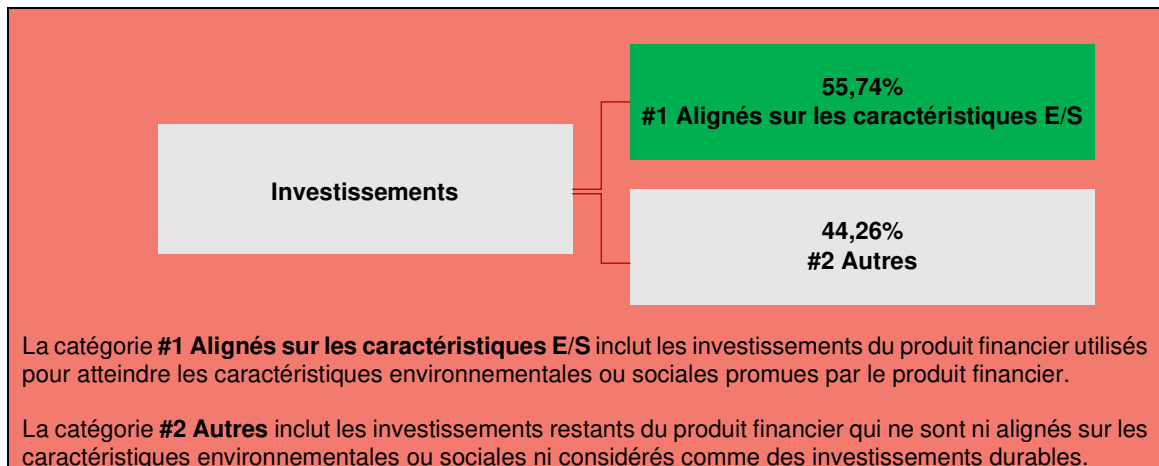 55,74%
#1 Alignés sur les caractéristiques E/S
Investissements
44,26%
#2 Autres
La catégorie #1 Alignés sur les caractéristiques E/S inclut les investissements du produit financier utilisés
pour atteindre les caractéristiques environnementales ou sociales promues par le produit financier.
La catégorie #2 Autres inclut les investissements restants du produit financier qui ne sont ni alignés sur les
caractéristiques environnementales ou sociales ni considérés comme des investissements durables.